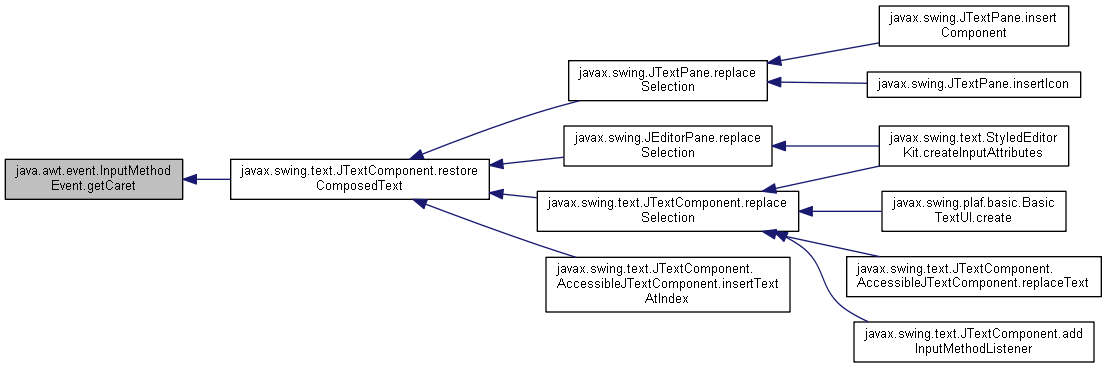 java.awt.event.InputMethod
Event.getCaret
javax.swing.text.JTextComponent.restore
ComposedText
javax.swing.JTextPane.replace
Selection
javax.swing.JEditorPane.replace
Selection
javax.swing.text.JTextComponent.replace
Selection
javax.swing.text.JTextComponent.
AccessibleJTextComponent.insertText
AtIndex
javax.swing.JTextPane.insert
Component
javax.swing.JTextPane.insertIcon
javax.swing.text.StyledEditor
Kit.createInputAttributes
javax.swing.plaf.basic.Basic
TextUI.create
javax.swing.text.JTextComponent.
AccessibleJTextComponent.replaceText
javax.swing.text.JTextComponent.add
InputMethodListener